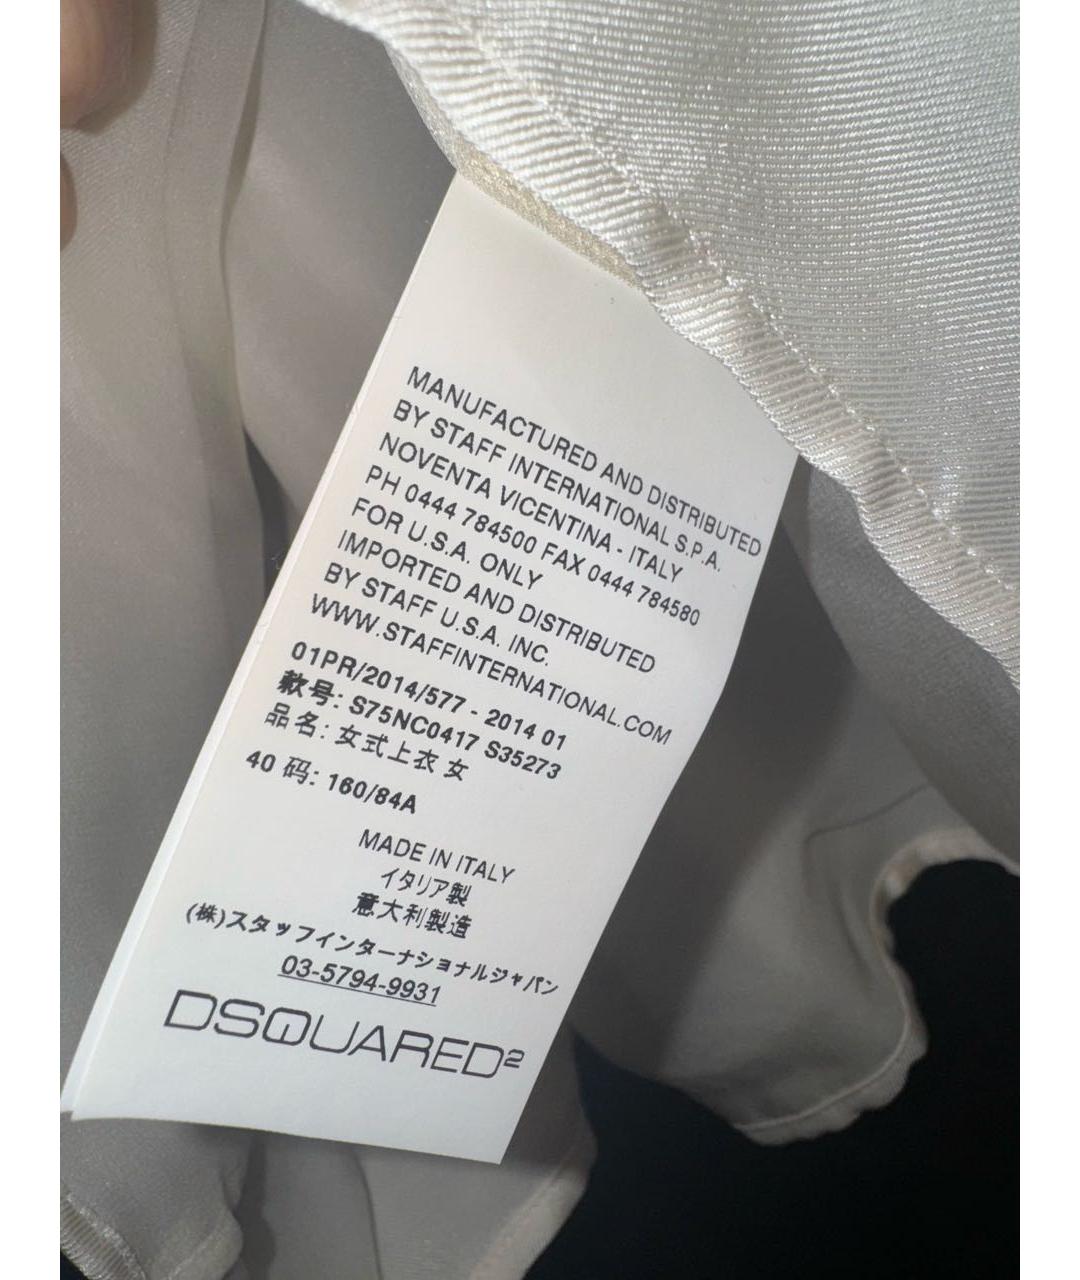 MANUFACTURED AND DISTRIBUTED
BY STAFF INTERNATIONAL S.P.A.
NOVENTA VICENTINA - ITALY
PH 0444 784500 FAX 0444 784580
FOR U.S.A. ONLY
IMPORTED AND DISTRIBUTED
BY STAFF U.S.A. INC.
WWW.STAFFINTERNATIONAL.COM
01PR/2014/577 - 2014 01
款号: S75NC0417 S35273
品名: 女式上衣 女
40 码: 160/84A
MADE IN ITALY
イタリア製
意大利製造
(株)スタッフインターナショナルジャパン
03-5794-9931
DSQUARED2